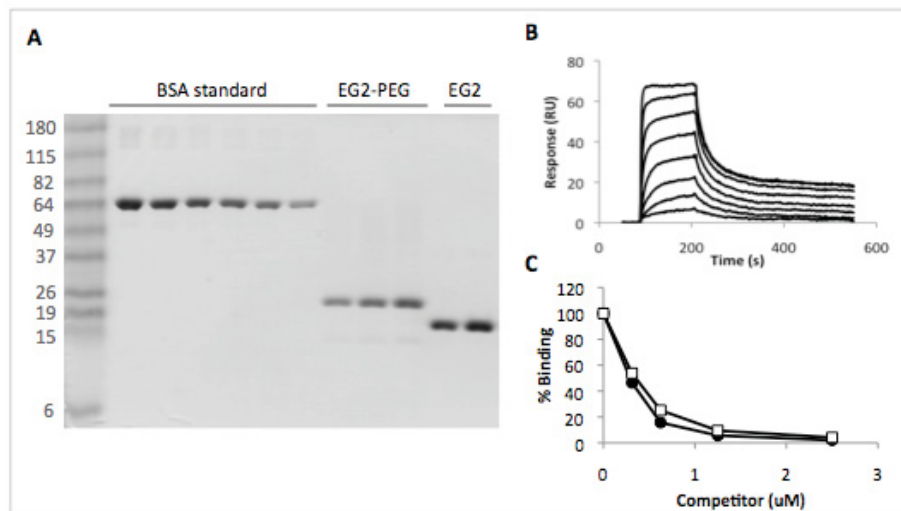 A
BSA standard EG2-PEG EG2
180
115
82
64
49
37
26
19
15
6
B
Response (RU)
80
60
40
20
0
0 200 400 600
Time (s)
C
% Binding
120
100
80
60
40
20
0
0 1 2 3
Competitor (uM)